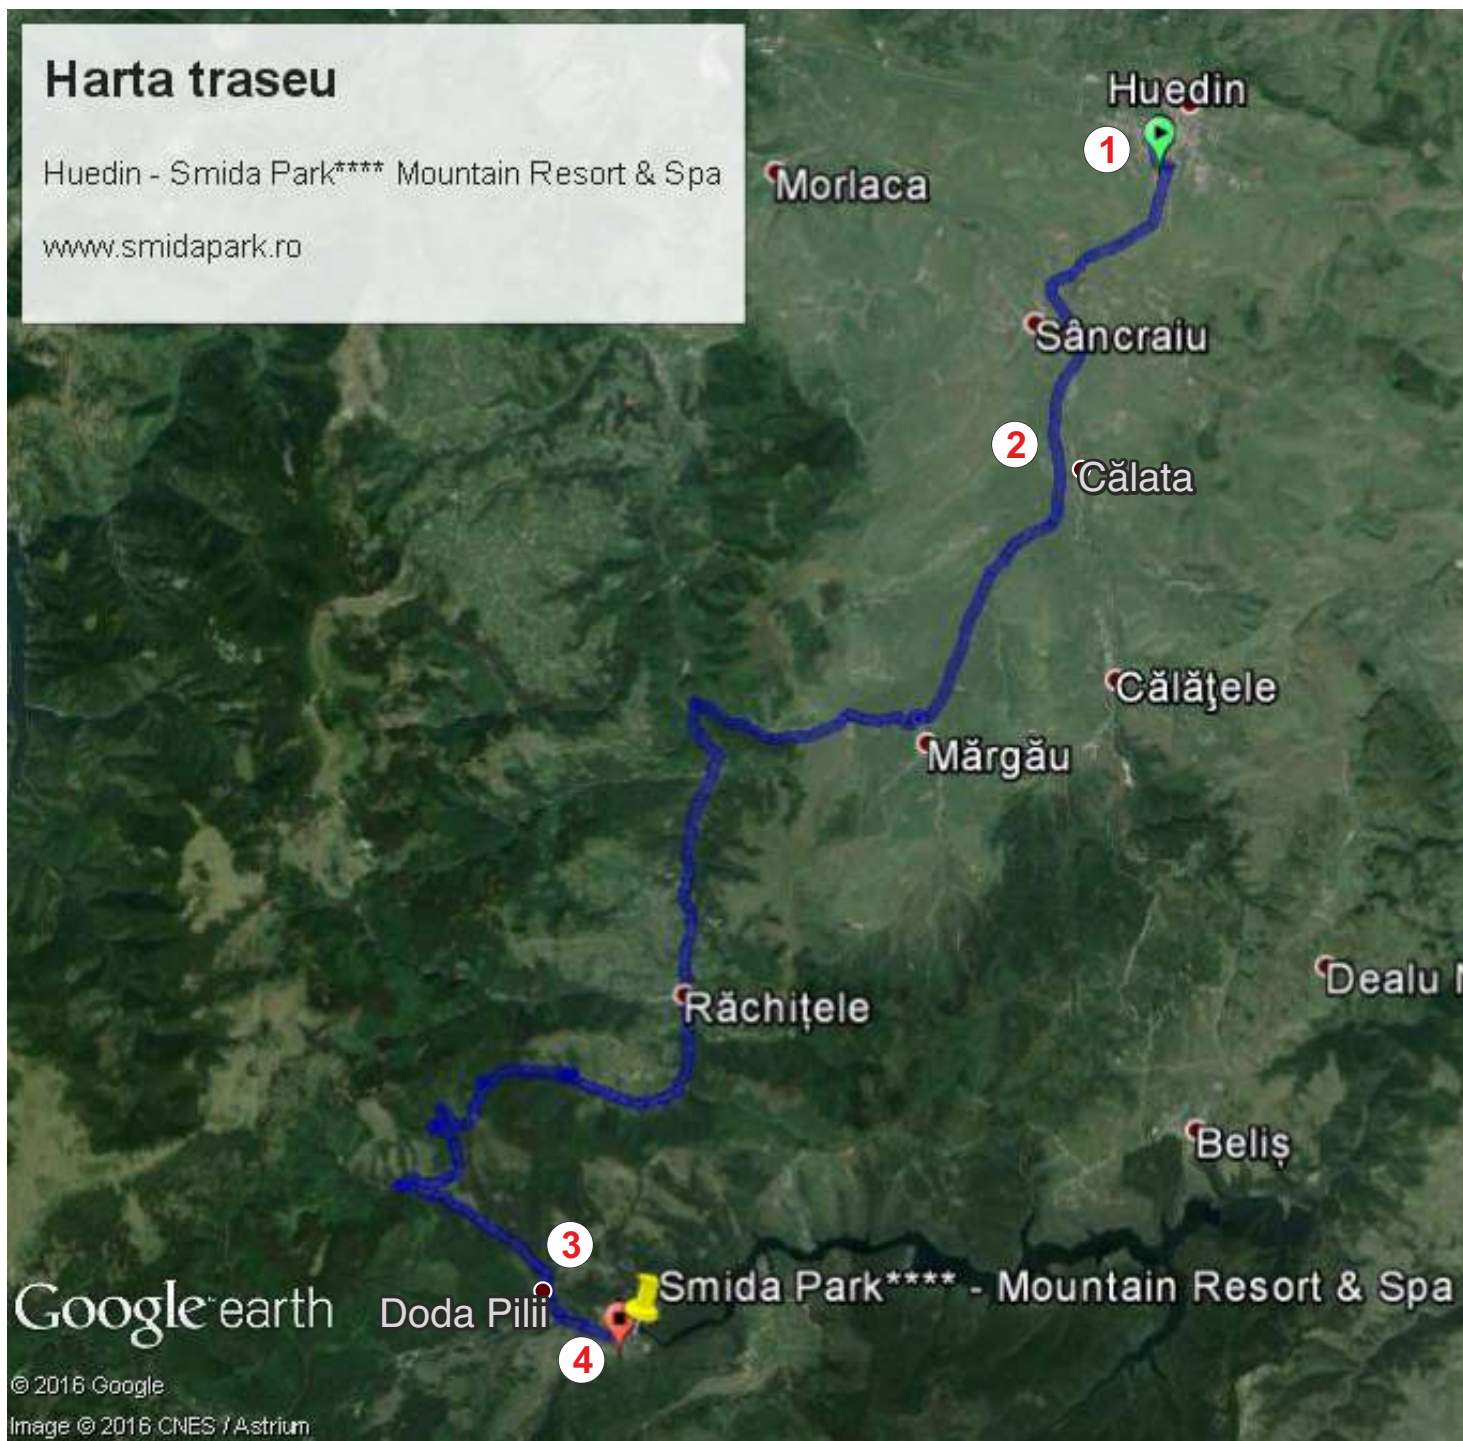 Harta traseu
Huedin - Smida Park**** Mountain Resort & Spa
www.smidapark.ro
Huedin
1
Morlaca
Sâncraiu
2
Călata
Călăţele
Mărgău
Dealu
Răchițele
Beliș
3
Smida Park**** - Mountain Resort & Spa
Doda Pilii
4
Google earth
© 2016 Google
Image © 2016 CNES / Astrium